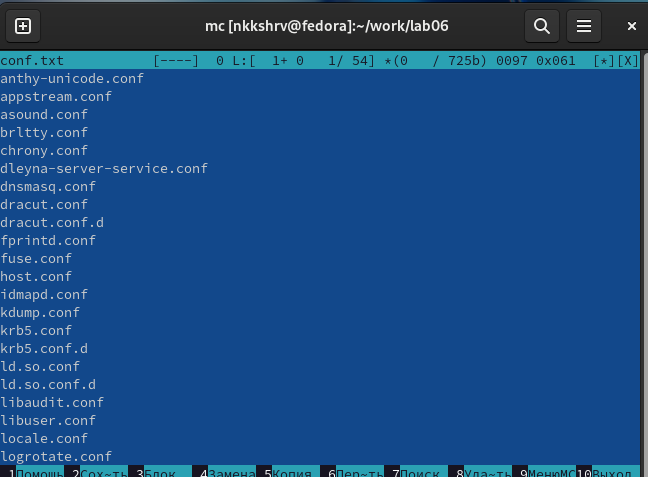 mc [nkkshrv@fedora]:~/work/lab06
conf.txt [----] 0 L:[ 1+ 0 1/ 54] *(0 / 725b) 0097 0x061 [*][X]
anthy-unicode.conf
appstream.conf
asound.conf
brltty.conf
chrony.conf
dleyna-server-service.conf
dnsmasq.conf
dracut.conf
dracut.conf.d
fprintd.conf
fuse.conf
host.conf
idmapd.conf
kdump.conf
krb5.conf
krb5.conf.d
ld.so.conf
ld.so.conf.d
libaudit.conf
libuser.conf
locale.conf
logrotate.conf
1Помощь 2Сох~ть 3Блок 4Замена 5Копия 6Пер~ть 7Поиск 8Уда~ть 9МенюMC 10Выход